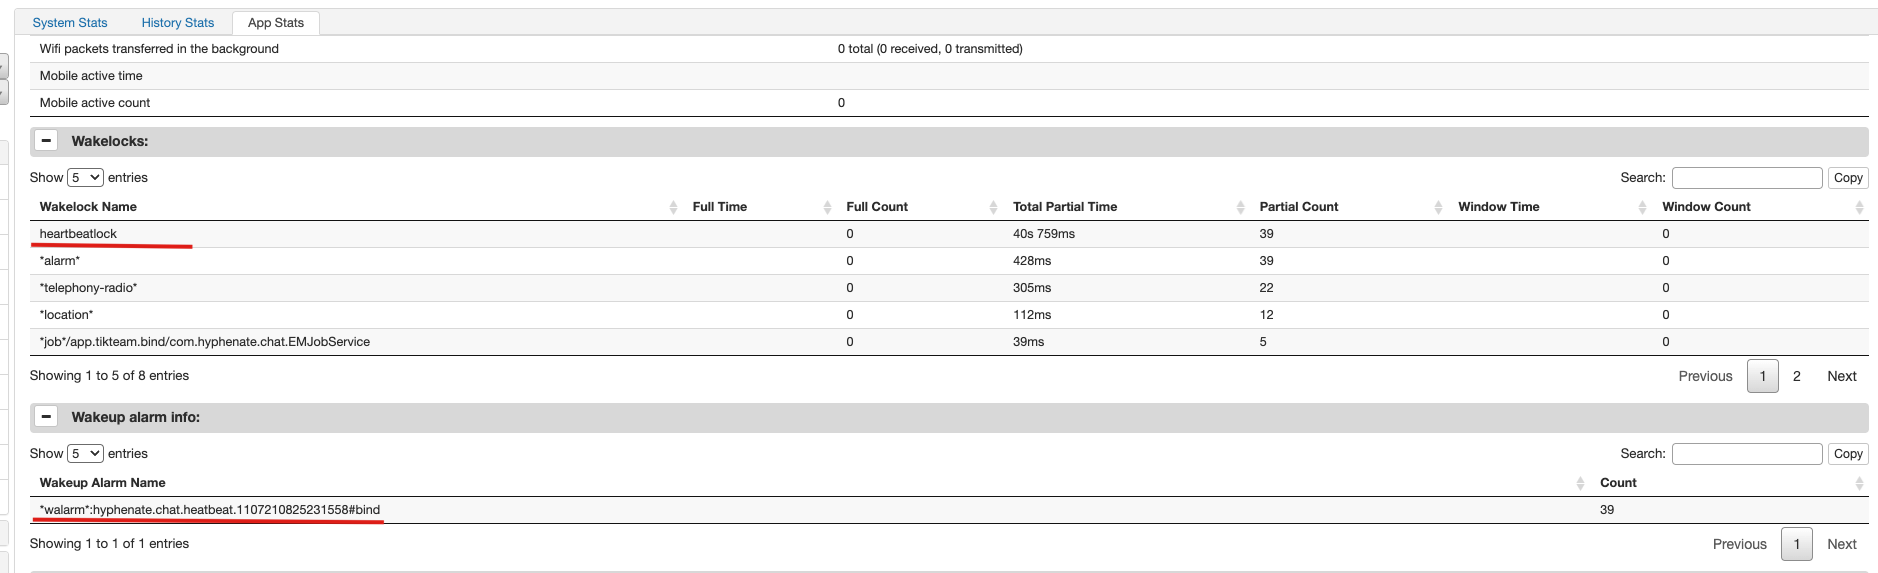 System Stats History Stats App Stats
Wifi packets transferred in the background 0 total (0 received, 0 transmitted)
Mobile active time
Mobile active count 0
Wakelocks:
Show 5 entries Search: Copy
Wakelock Name Full Time Full Count Total Partial Time Partial Count Window Time Window Count
heartbeatlock 0 40s 759ms 39 0
*alarm* 0 428ms 39 0
*telephony-radio* 0 305ms 22 0
*location* 0 112ms 12 0
*job*/app.tikteam.bind/com.hyphenate.chat.EMJobService 0 39ms 5 0
Showing 1 to 5 of 8 entries Previous 1 2 Next
Wakeup alarm info:
Show 5 entries Search: Copy
Wakeup Alarm Name Count
*walarm*:hyphenate.chat.heatbeat.1107210825231558#bind 39
Showing 1 to 1 of 1 entries Previous 1 Next